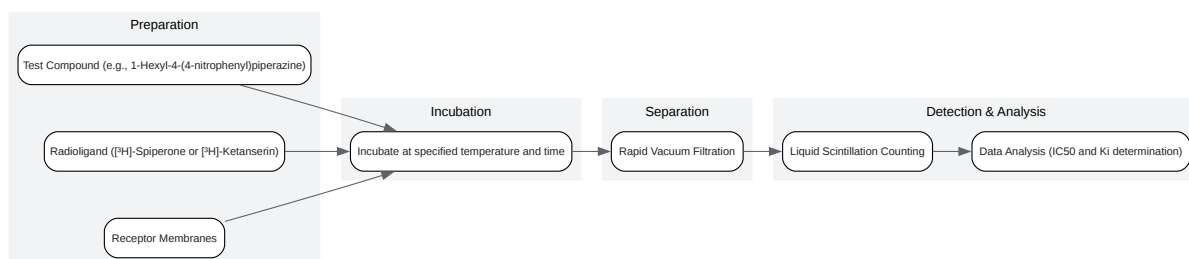 Preparation
Test Compound (e.g., 1-Hexyl-4-(4-nitrophenyl)piperazine)
Radioligand ([³H]-Spiperone or [³H]-Ketanserin)
Receptor Membranes
Incubation
Incubate at specified temperature and time
Separation
Rapid Vacuum Filtration
Detection & Analysis
Liquid Scintillation Counting
Data Analysis (IC50 and Ki determination)